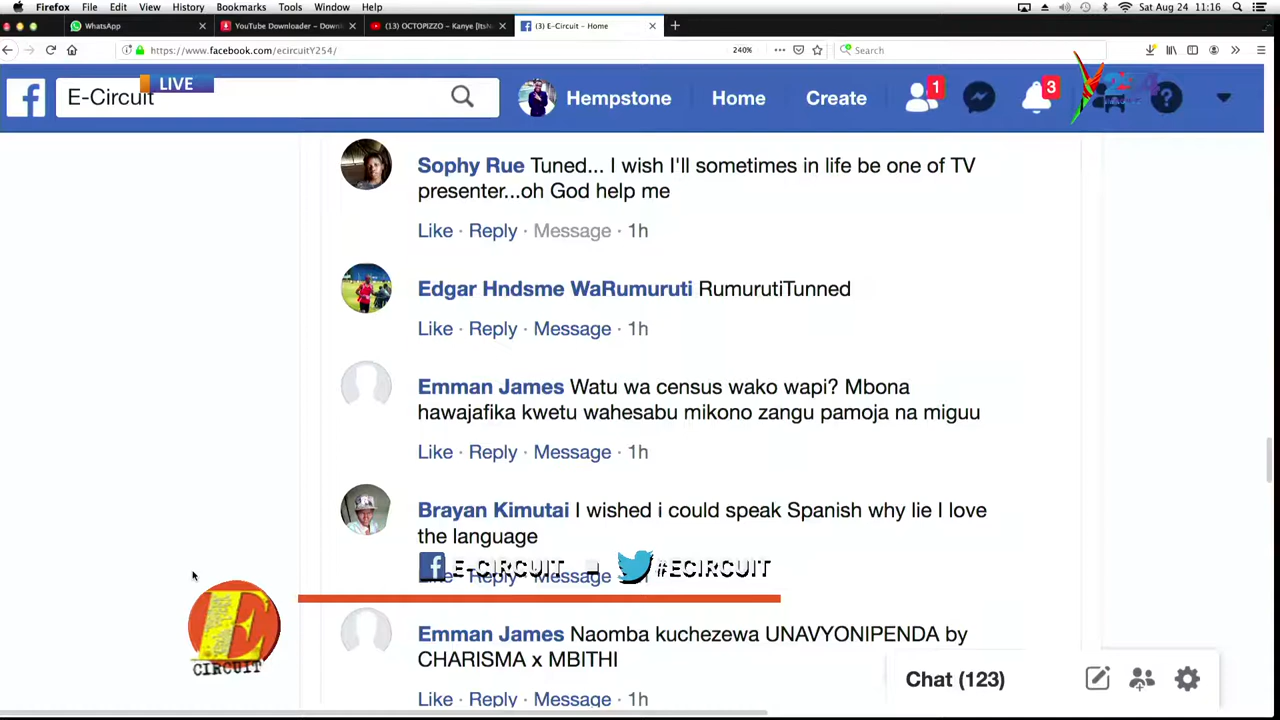 Firefox File Edit View History Bookmarks Tools Window Help Sat Aug 24 11:16
WhatsApp
YouTube Downloader – Downl
(13) OCTOPIZZO - Kanye [ItsN
(3) E-Circuit - Home
https://www.facebook.com/ecircuitY254/
240%
Search
LIVE
E-Circuit
Hempstone Home Create
1
3
254
Sophy Rue Tuned... I wish I'll sometimes in life be one of TV
presenter...oh God help me
Like · Reply · Message · 1h
Edgar Hndsme WaRumuruti RumurutiTunned
Like · Reply · Message · 1h
Emman James Watu wa census wako wapi? Mbona
hawajafika kwetu wahesabu mikono zangu pamoja na miguu
Like · Reply · Message · 1h
Brayan Kimutai I wished i could speak Spanish why lie I love
the language
E-CIRCUIT #ECIRCUIT
Like · Reply · Message
E
CIRCUIT
Emman James Naomba kuchezewa UNAVYONIPENDA by
CHARISMA x MBITHI
Like · Reply · Message · 1h
Chat (123)